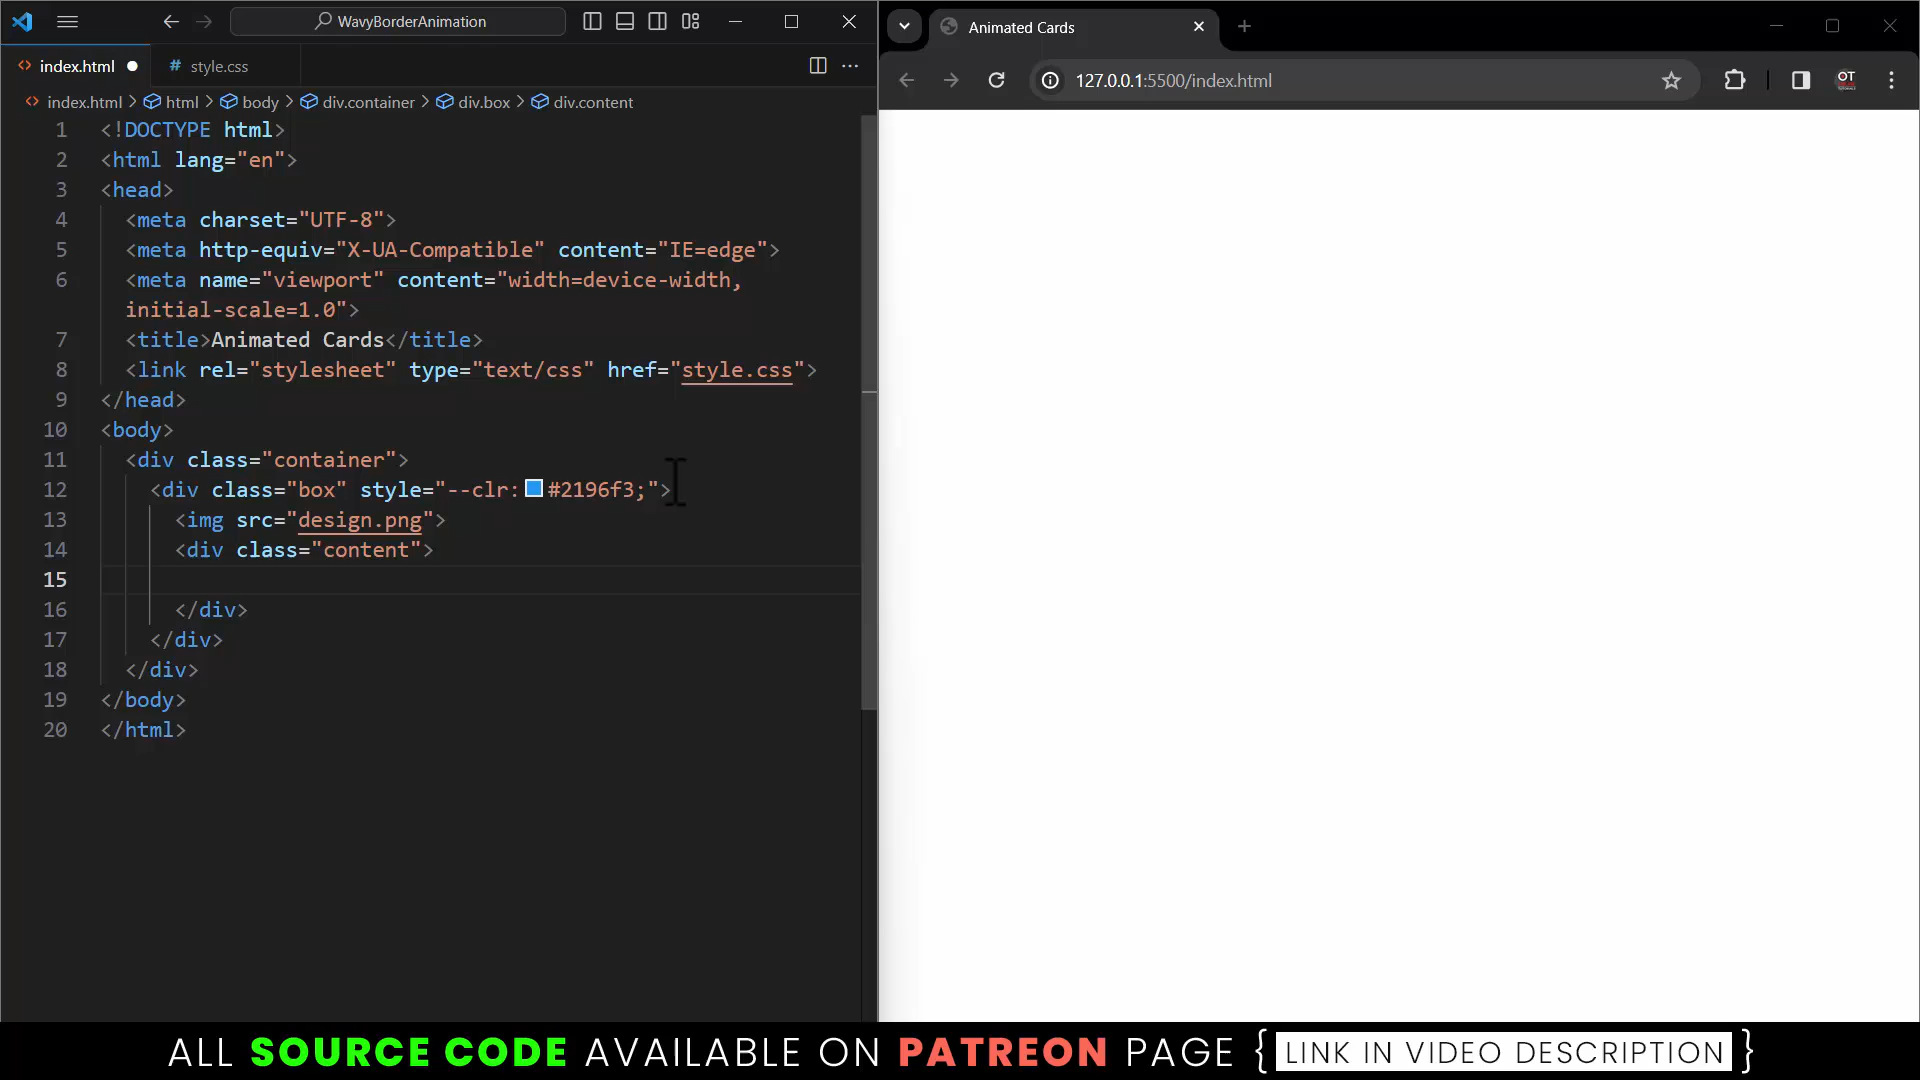 WavyBorderAnimation
index.html
# style.css
index.html > html > body > div.container > div.box > div.content
1 <!DOCTYPE html>
2 <html lang="en">
3 <head>
4 <meta charset="UTF-8">
5 <meta http-equiv="X-UA-Compatible" content="IE=edge">
6 <meta name="viewport" content="width=device-width,
initial-scale=1.0">
7 <title>Animated Cards</title>
8 <link rel="stylesheet" type="text/css" href="style.css">
9 </head>
10 <body>
11 <div class="container">
12 <div class="box" style="--clr:#2196f3;">
13 <img src="design.png">
14 <div class="content">
15
16 </div>
17 </div>
18 </div>
19 </body>
20 </html>
Animated Cards
127.0.0.1:5500/index.html
OT
ALL SOURCE CODE AVAILABLE ON PATREON PAGE { LINK IN VIDEO DESCRIPTION }